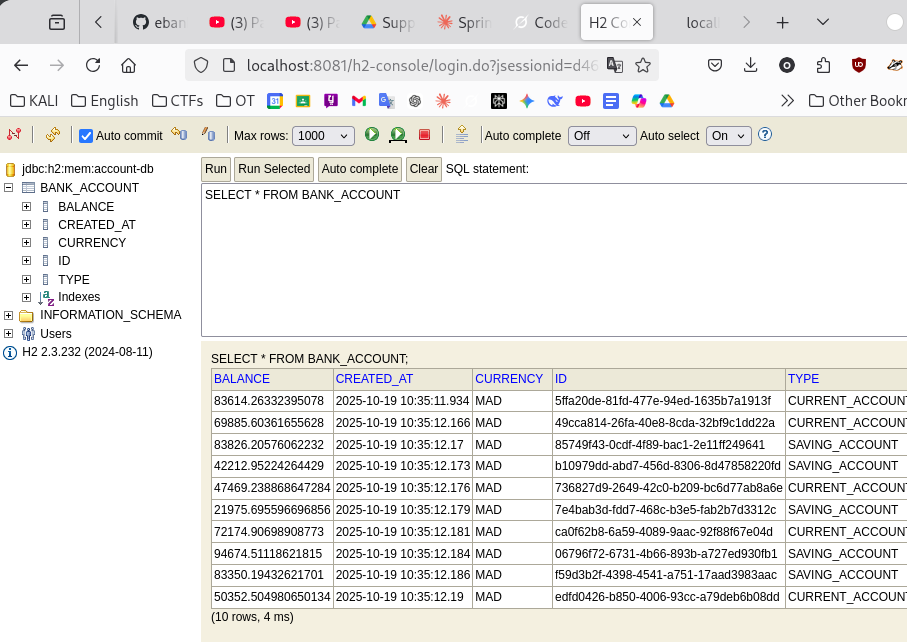 eban
(3) Pa
(3) Pa
Supp
Sprin
Code
H2 Co
local
localhost:8081/h2-console/login.do?jsessionid=d46
KALI
English
CTFs
OT
Other Bookm
Auto commit
Max rows:
1000
Auto complete
Off
Auto select
On
jdbc:h2:mem:account-db
BANK_ACCOUNT
BALANCE
CREATED_AT
CURRENCY
ID
TYPE
Indexes
INFORMATION_SCHEMA
Users
H2 2.3.232 (2024-08-11)
Run
Run Selected
Auto complete
Clear
SQL statement:
SELECT * FROM BANK_ACCOUNT
SELECT * FROM BANK_ACCOUNT;
BALANCE CREATED_AT CURRENCY ID TYPE
83614.26332395078 2025-10-19 10:35:11.934 MAD 5ffa20de-81fd-477e-94ed-1635b7a1913f CURRENT_ACCOUNT
69885.60361655628 2025-10-19 10:35:12.166 MAD 49cca814-26fa-40e8-8cda-32bf9c1dd22a CURRENT_ACCOUNT
83826.20576062232 2025-10-19 10:35:12.17 MAD 85749f43-0cdf-4f89-bac1-2e11ff249641 SAVING_ACCOUNT
42212.95224264429 2025-10-19 10:35:12.173 MAD b10979dd-abd7-456d-8306-8d47858220fd SAVING_ACCOUNT
47469.238868647284 2025-10-19 10:35:12.176 MAD 736827d9-2649-42c0-b209-bc6d77ab8a6e CURRENT_ACCOUNT
21975.695596696856 2025-10-19 10:35:12.179 MAD 7e4bab3d-fdd7-468c-b3e5-fab2b7d3312c SAVING_ACCOUNT
72174.90698908773 2025-10-19 10:35:12.181 MAD ca0f62b8-6a59-4089-9aac-92f88f67e04d CURRENT_ACCOUNT
94674.51118621815 2025-10-19 10:35:12.184 MAD 06796f72-6731-4b66-893b-a727ed930fb1 SAVING_ACCOUNT
83350.19432621701 2025-10-19 10:35:12.186 MAD f59d3b2f-4398-4541-a751-17aad3983aac SAVING_ACCOUNT
50352.504980650134 2025-10-19 10:35:12.19 MAD edfd0426-b850-4006-93cc-a79deb6b08dd CURRENT_ACCOUNT
(10 rows, 4 ms)